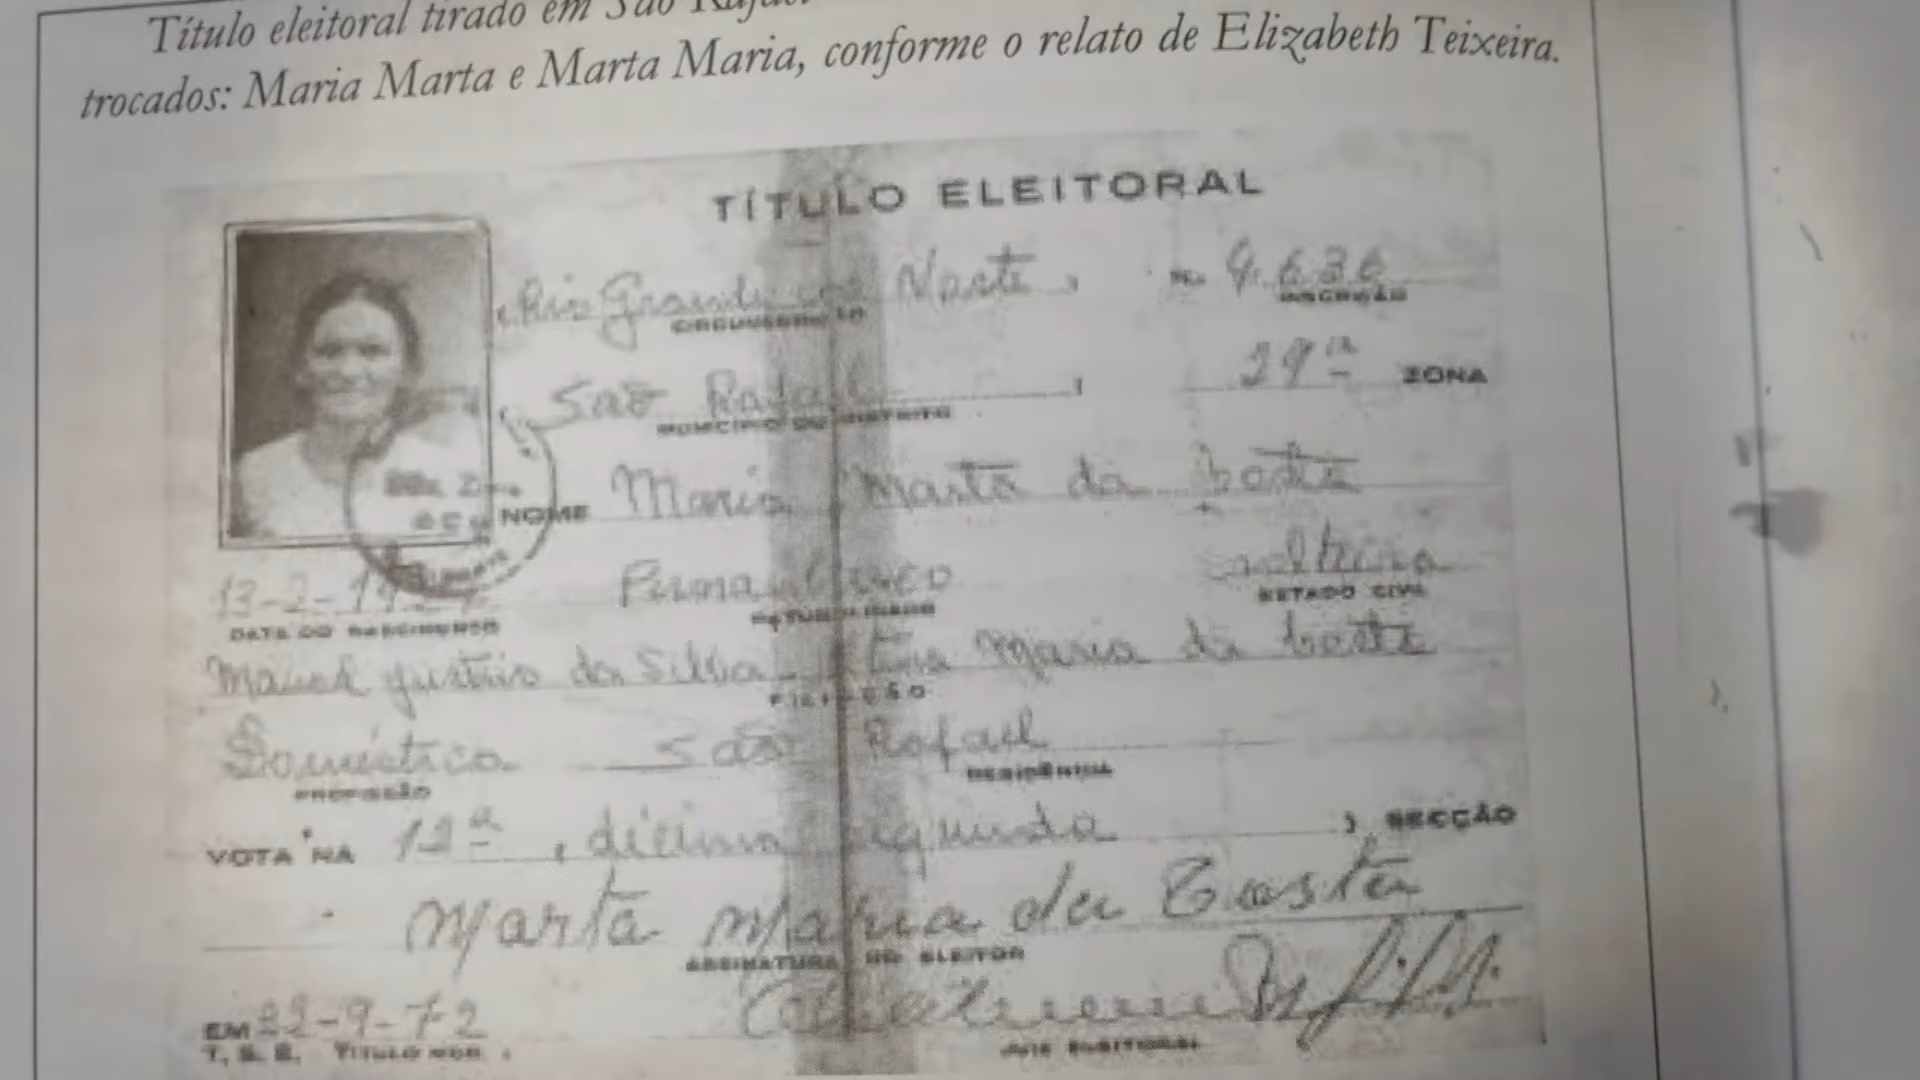 Título eleitoral tirado em São Rafael
trocados: Maria Marta e Marta Maria, conforme o relato de Elizabeth Teixeira.
TÍTULO ELEITORAL
Rio Grande do Norte, 4.636
CIRCUNSCRIÇÃO INSCRIÇÃO
São Rafael, 29ª ZONA
MUNICÍPIO OU DISTRITO
NOME Maria Marta da Costa
13-2-19 Pernambuco solteira
DATA DO NASCIMENTO NATURALIDADE ESTADO CIVIL
Manoel Justino da Silva - Maria da Costa
FILIAÇÃO
Doméstica São Rafael
PROFISSÃO RESIDÊNCIA
VOTA NA 12ª, décima segunda, SECÇÃO
Marta Maria da Costa
ASSINATURA DO ELEITOR
EM 22-9-72
T. S. E. JUIZ ELEITORAL